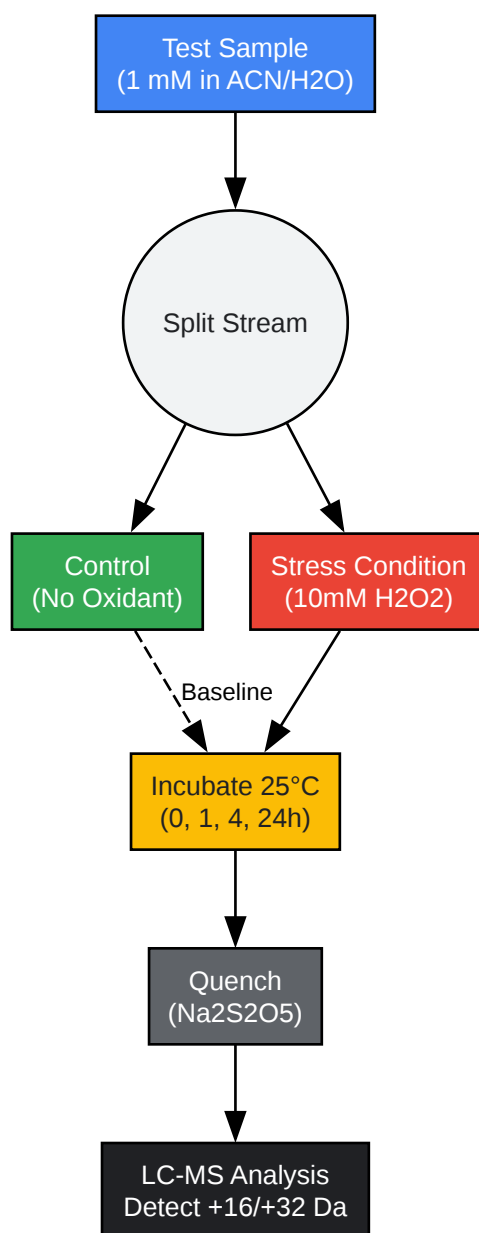 Test Sample
(1 mM in ACN/H2O)
Split Stream
Control
(No Oxidant)
Stress Condition
(10mM H2O2)
Baseline
Incubate 25°C
(0, 1, 4, 24h)
Quench
(Na2S2O5)
LC-MS Analysis
Detect +16/+32 Da